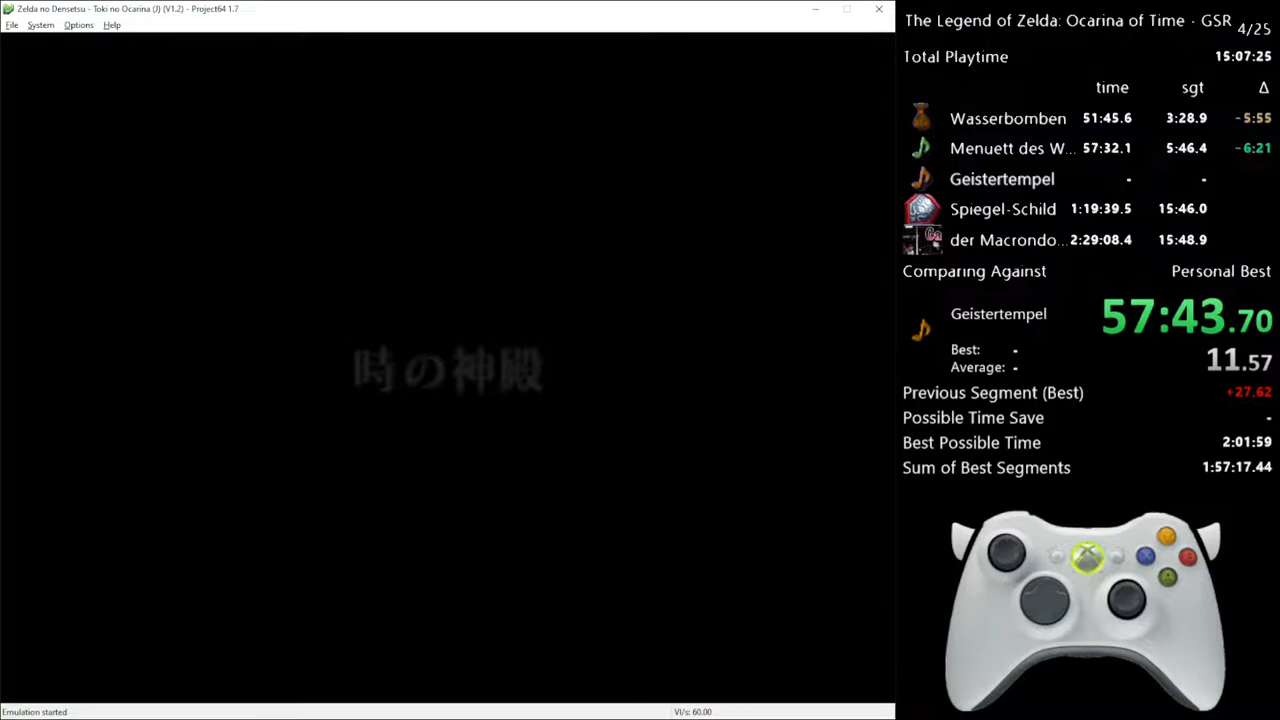 Zelda no Densetsu - Toki no Ocarina (J) (V1.2) - Project64 1.7
File System Options Help
時の神殿
Emulation started VI/s: 60.00
The Legend of Zelda: Ocarina of Time · GSR 4/25
Total Playtime 15:07:25
time sgt Δ
Wasserbomben 51:45.6 3:28.9 -5:55
Menuett des W... 57:32.1 5:46.4 -6:21
Geistertempel - -
Spiegel-Schild 1:19:39.5 15:46.0
der Macrondo... 2:29:08.4 15:48.9
Comparing Against Personal Best
Geistertempel 57:43.70
Best: -
Average: - 11.57
Previous Segment (Best) +27.62
Possible Time Save -
Best Possible Time 2:01:59
Sum of Best Segments 1:57:17.44